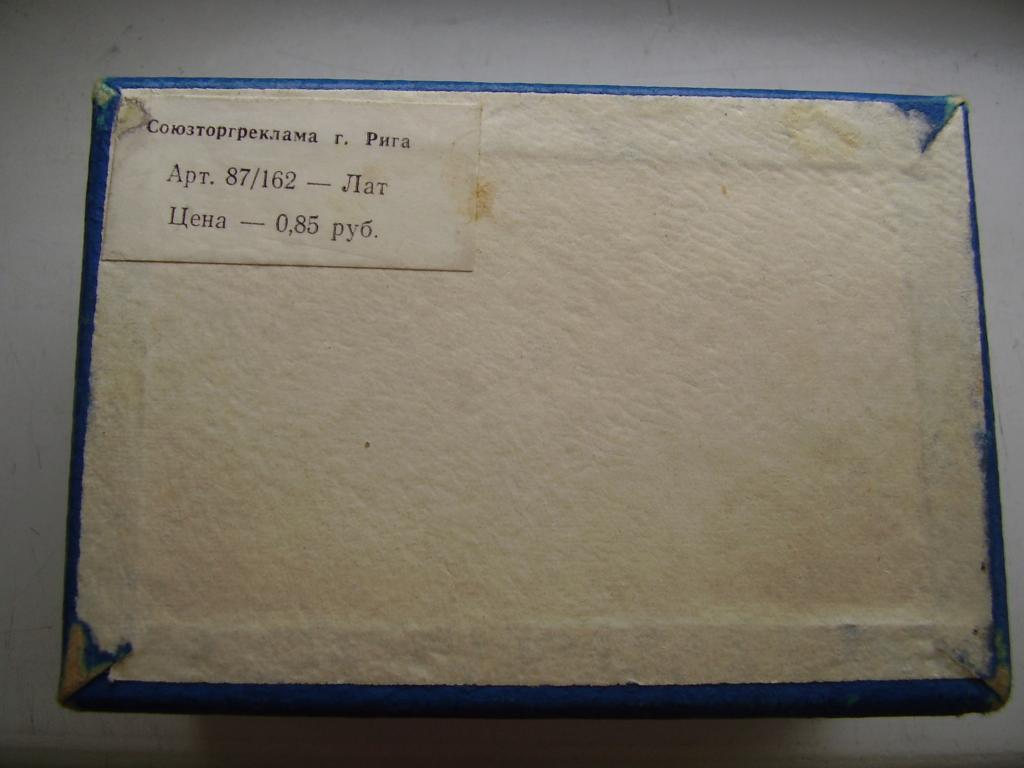 Союзторгреклама г. Рига
Арт. 87/162 — Лат
Цена — 0,85 руб.